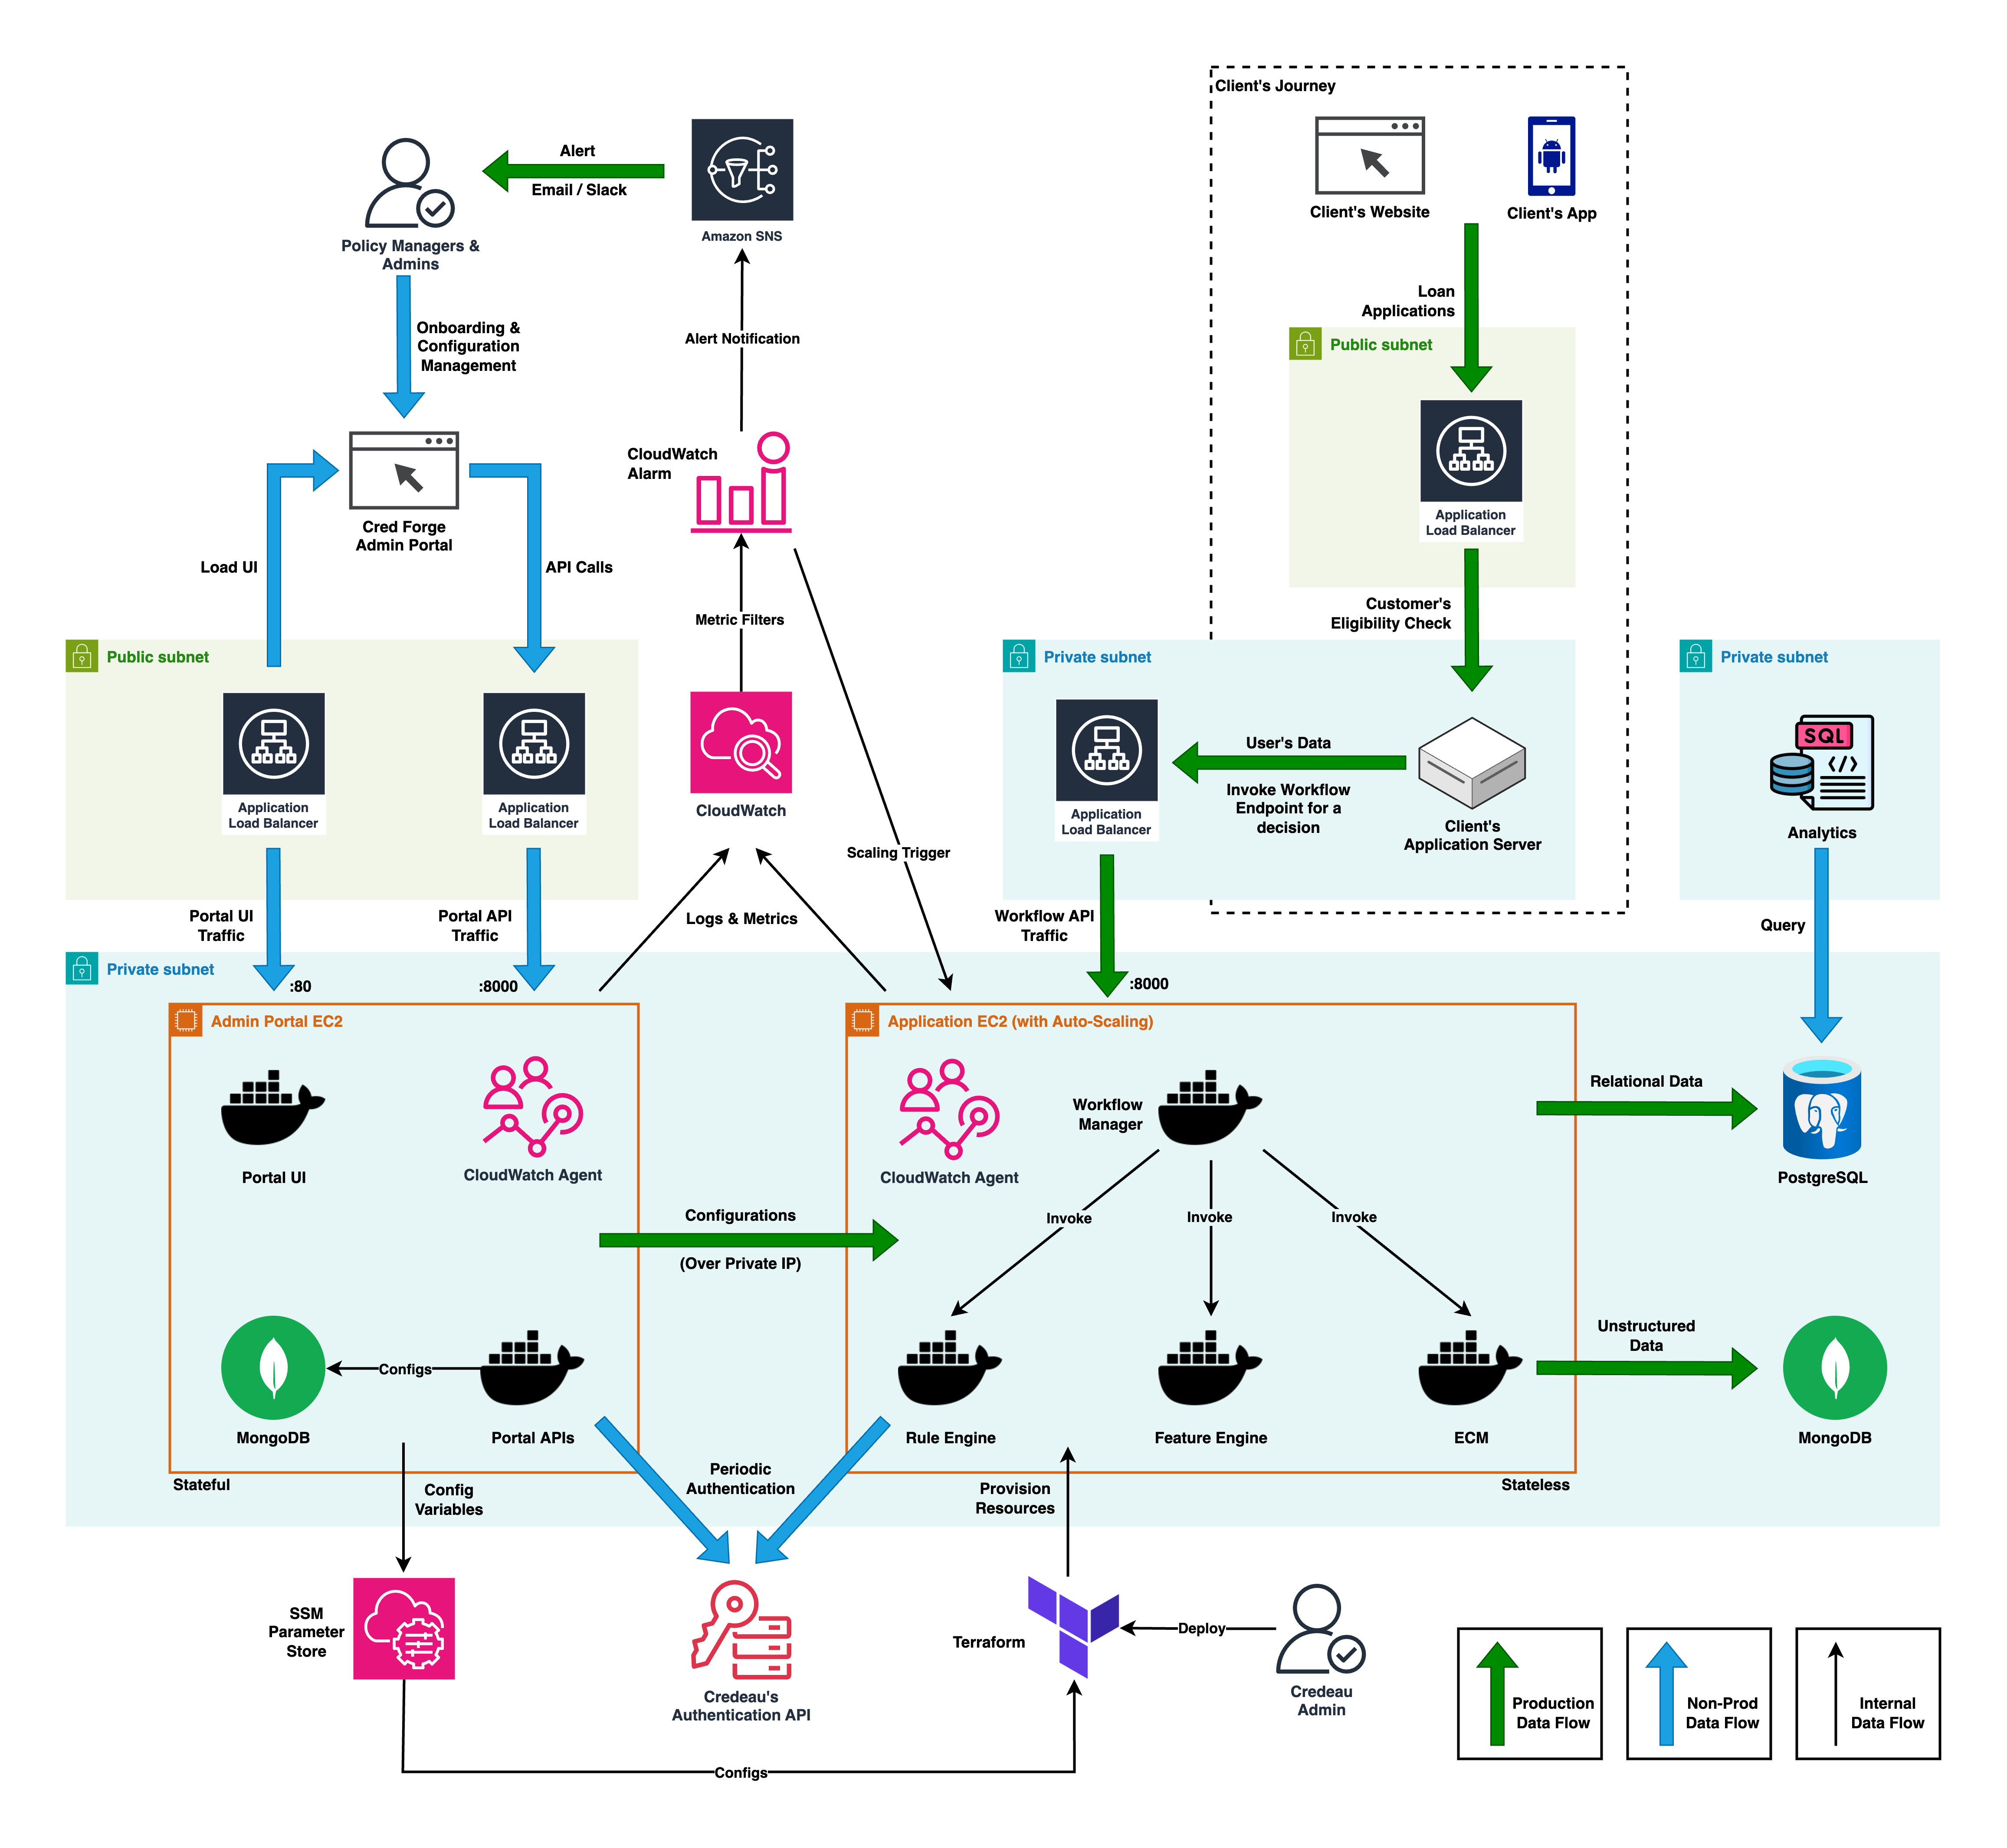 Client's Journey
Client's Website
Client's App
Alert
Email / Slack
Amazon SNS
Policy Managers &
Admins
Onboarding &
Configuration
Management
Alert Notification
Loan
Applications
Public subnet
Application
Load Balancer
CloudWatch
Alarm
Cred Forge
Admin Portal
Load UI
API Calls
Metric Filters
Customer's
Eligibility Check
Public subnet
Application
Load Balancer
Application
Load Balancer
CloudWatch
Scaling Trigger
Private subnet
Application
Load Balancer
User's Data
Invoke Workflow
Endpoint for a
decision
Client's
Application Server
Private subnet
SQL
</>
Analytics
Portal UI
Traffic
Portal API
Traffic
Logs & Metrics
Workflow API
Traffic
Query
Private subnet
:80
:8000
:8000
Admin Portal EC2
Portal UI
CloudWatch Agent
Application EC2 (with Auto-Scaling)
CloudWatch Agent
Workflow
Manager
Relational Data
PostgreSQL
Configurations
(Over Private IP)
Invoke
Invoke
Invoke
Configs
MongoDB
Portal APIs
Rule Engine
Feature Engine
ECM
Unstructured
Data
MongoDB
Stateful
Stateless
Config
Variables
Periodic
Authentication
Provision
Resources
SSM
Parameter
Store
Credeau's
Authentication API
Terraform
Deploy
Credeau
Admin
Configs
Production
Data Flow
Non-Prod
Data Flow
Internal
Data Flow